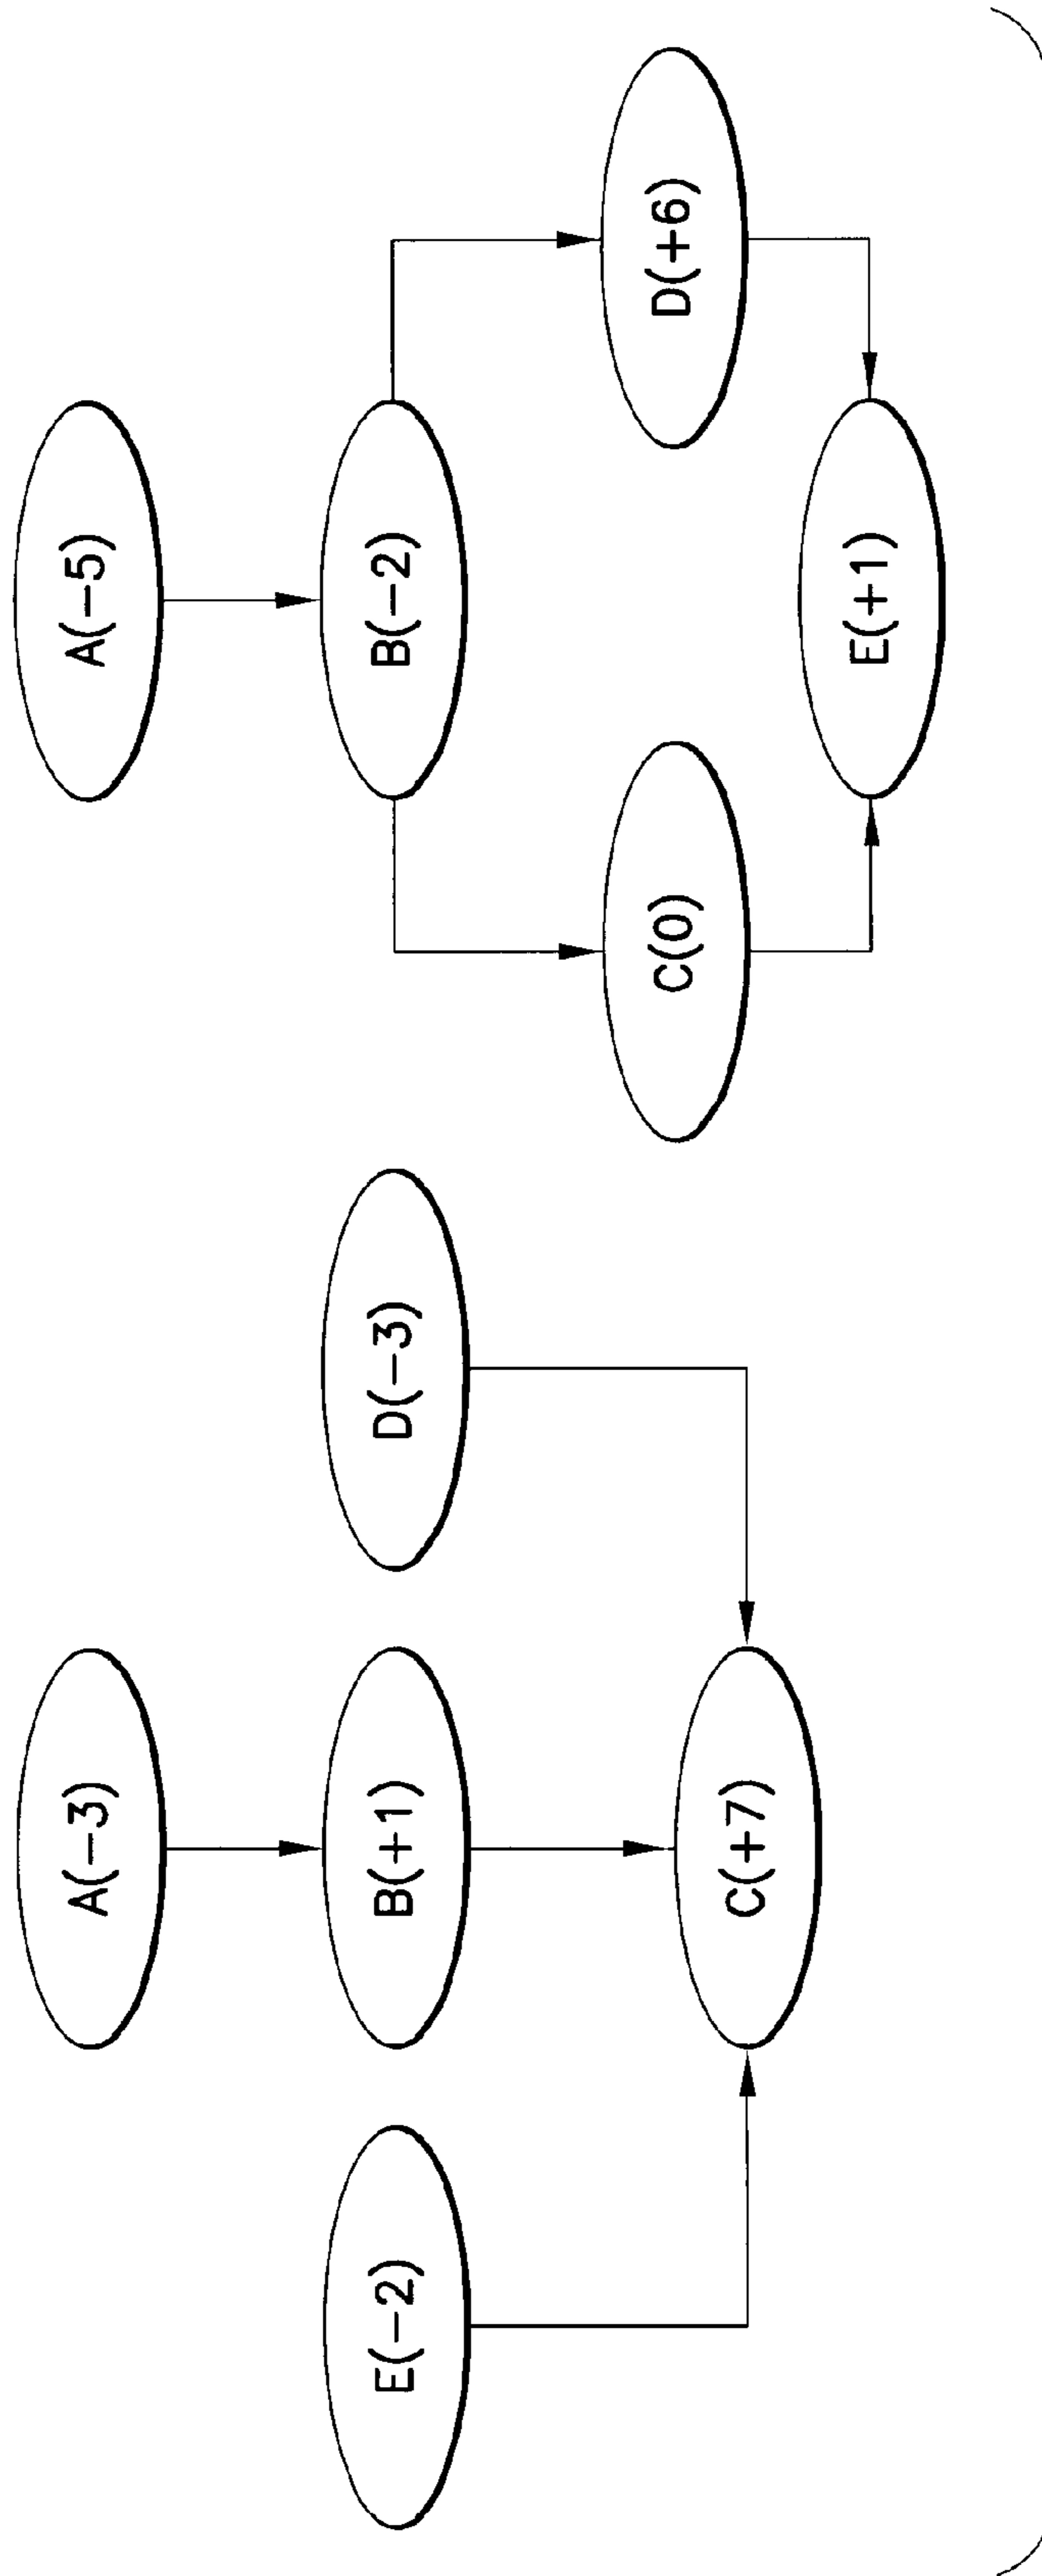 A(-3)
E(-2)
B(+1)
D(-3)
C(+7)
A(-5)
B(-2)
C(0)
D(+6)
E(+1)